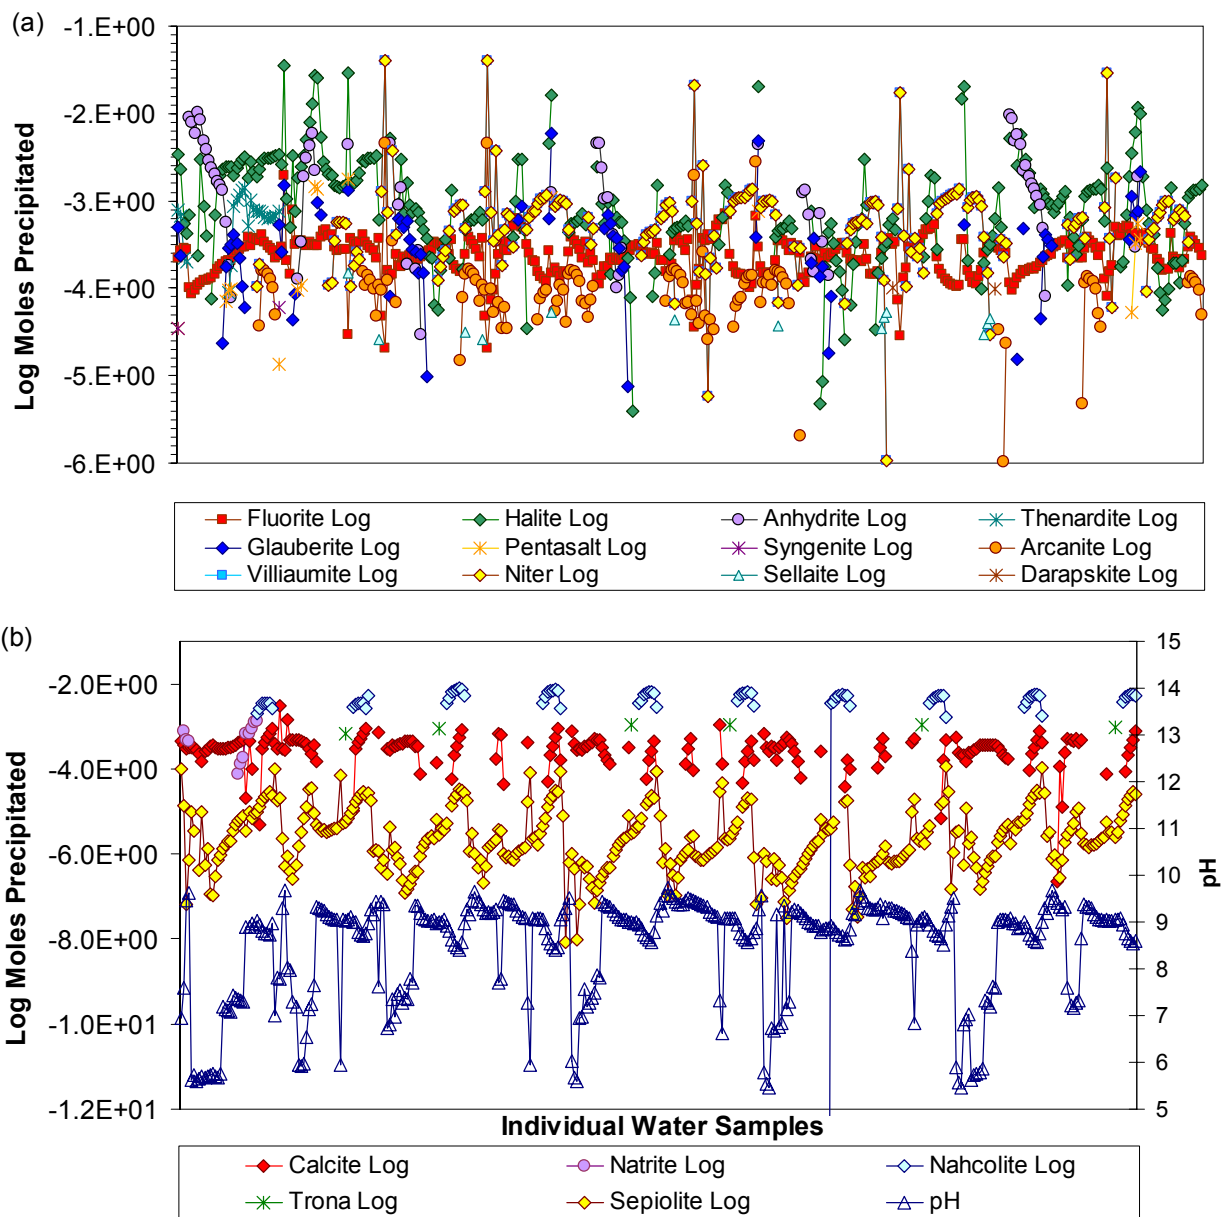 (a)
-1.E+00
-2.E+00
-3.E+00
-4.E+00
-5.E+00
-6.E+00
Log Moles Precipitated
Fluorite Log Halite Log Anhydrite Log Thenardite Log
Glauberite Log Pentasalt Log Syngenite Log Arcanite Log
Villiaumite Log Niter Log Sellaite Log Darapskite Log
(b)
-2.0E+00
-4.0E+00
-6.0E+00
-8.0E+00
-1.0E+01
-1.2E+01
Log Moles Precipitated
15
14
13
12
11
10
9
8
7
6
5
pH
Individual Water Samples
Calcite Log Natrite Log Nahcolite Log
Trona Log Sepiolite Log pH